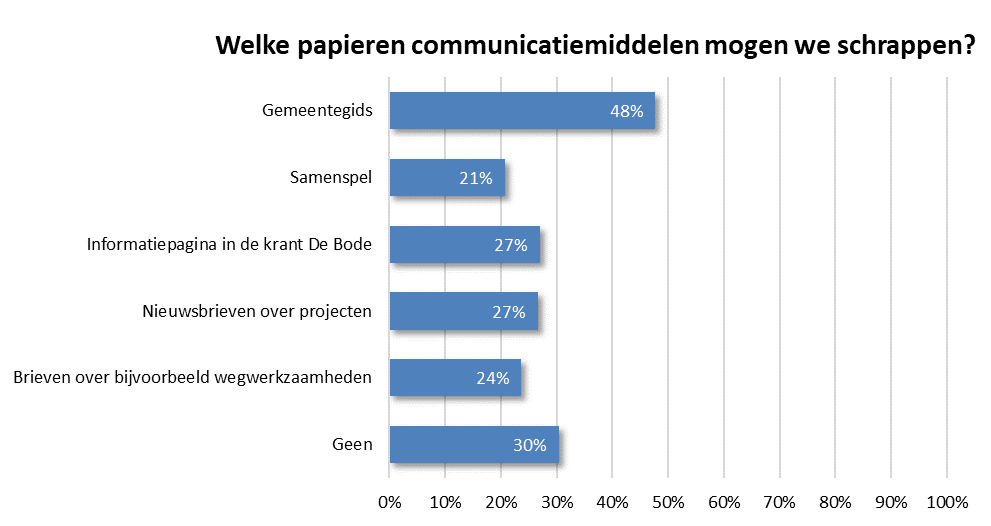 Welke papieren communicatiemiddelen mogen we schrappen?
Gemeentegids 48%
Samenspel 21%
Informatiepagina in de krant De Bode 27%
Nieuwsbrieven over projecten 27%
Brieven over bijvoorbeeld wegwerkzaamheden 24%
Geen 30%
0% 10% 20% 30% 40% 50% 60% 70% 80% 90% 100%